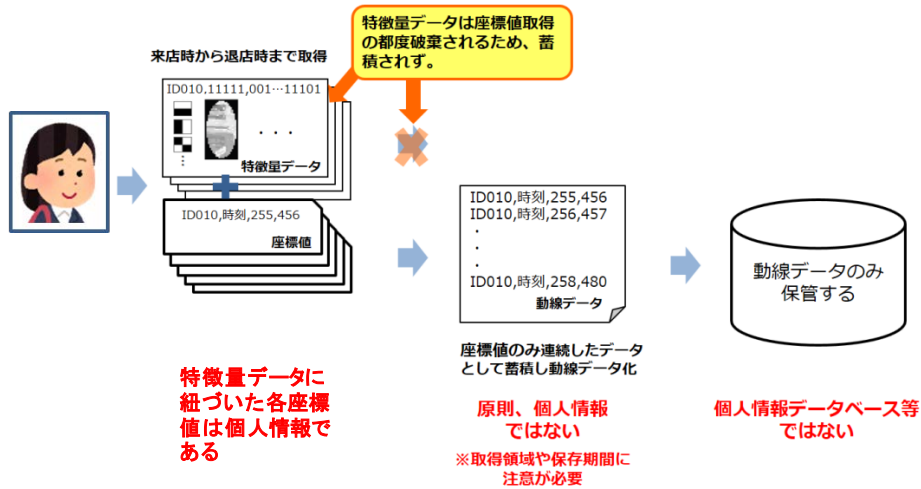 特徴量データは座標値取得
の都度破棄されるため、蓄
積されず。
来店時から退店時まで取得
ID010,11111,001…11101
・・・
⋮
特徴量データ
ID010,時刻,255,456
座標値
ID010,時刻,255,456
ID010,時刻,256,457
・
・
・
ID010,時刻,258,480
動線データ
動線データのみ
保管する
座標値のみ連続したデータ
として蓄積し動線データ化
特徴量データに
紐づいた各座標
値は個人情報で
ある
原則、個人情報
ではない
※取得領域や保存期間に
注意が必要
個人情報データベース等
ではない